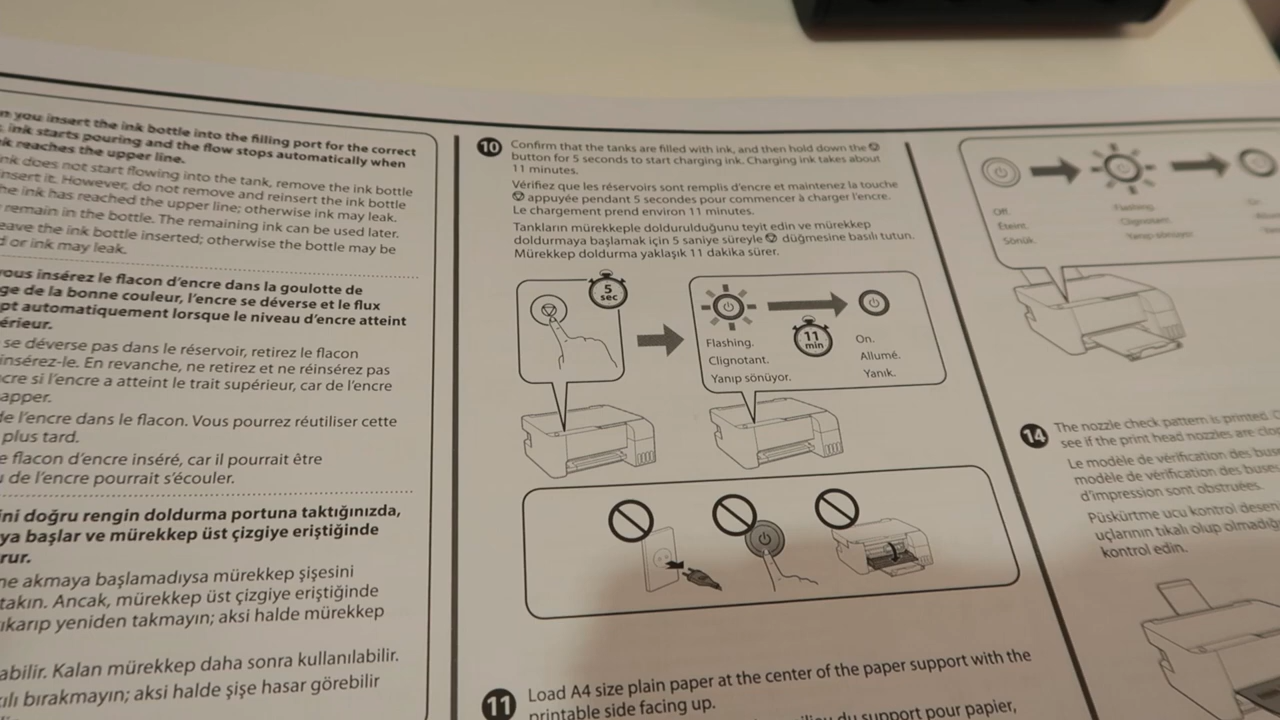 you insert the ink bottle into the filling port for the correct
ink starts pouring and the flow stops automatically when
reaches the upper line.
ink does not start flowing into the tank, remove the ink bottle
insert it. However, do not remove and reinsert the ink bottle
the ink has reached the upper line; otherwise ink may leak.
remain in the bottle. The remaining ink can be used later.
leave the ink bottle inserted; otherwise the bottle may be
or ink may leak.
vous insérez le flacon d'encre dans la goulotte de
de la bonne couleur, l'encre se déverse et le flux
automatiquement lorsque le niveau d'encre atteint
se déverse pas dans le réservoir, retirez le flacon
insérez-le. En revanche, ne retirez et ne réinsérez pas
si l'encre a atteint le trait supérieur, car de l'encre
de l'encre dans le flacon. Vous pourrez réutiliser cette
plus tard.
flacon d'encre inséré, car il pourrait être
de l'encre pourrait s'écouler.
doğru rengin doldurma portuna taktığınızda,
başlar ve mürekkep üst çizgiye eriştiğinde
akmaya başlamadıysa mürekkep şişesini
takın. Ancak, mürekkep üst çizgiye eriştiğinde
yeniden takmayın; aksi halde mürekkep
Kalan mürekkep daha sonra kullanılabilir.
bırakmayın; aksi halde şişe hasar görebilir
10 Confirm that the tanks are filled with ink, and then hold down the
button for 5 seconds to start charging ink. Charging ink takes about
11 minutes.
Vérifiez que les réservoirs sont remplis d'encre et maintenez la touche
appuyée pendant 5 secondes pour commencer à charger l'encre.
Le chargement prend environ 11 minutes.
Tankların mürekkeple doldurulduğunu teyit edin ve mürekkep
doldurmaya başlamak için 5 saniye süreyle düğmesine basılı tutun.
Mürekkep doldurma yaklaşık 11 dakika sürer.
5
sec
11
min
Flashing.
Clignotant.
Yanıp sönüyor.
On.
Allumé.
Yanık.
11 Load A4 size plain paper at the center of the paper support with the
printable side facing up.
du support pour papier,
Off.
Éteint.
Sönük.
Flashing.
Clignotant.
Yanıp sönüyor.
14 The nozzle check pattern is printed.
see if the print head nozzles are
Le modèle de vérification des
modèle de vérification des buses
d'impression sont obstruées.
Püskürtme ucu kontrol
uçlarının tıkalı olup
kontrol edin.